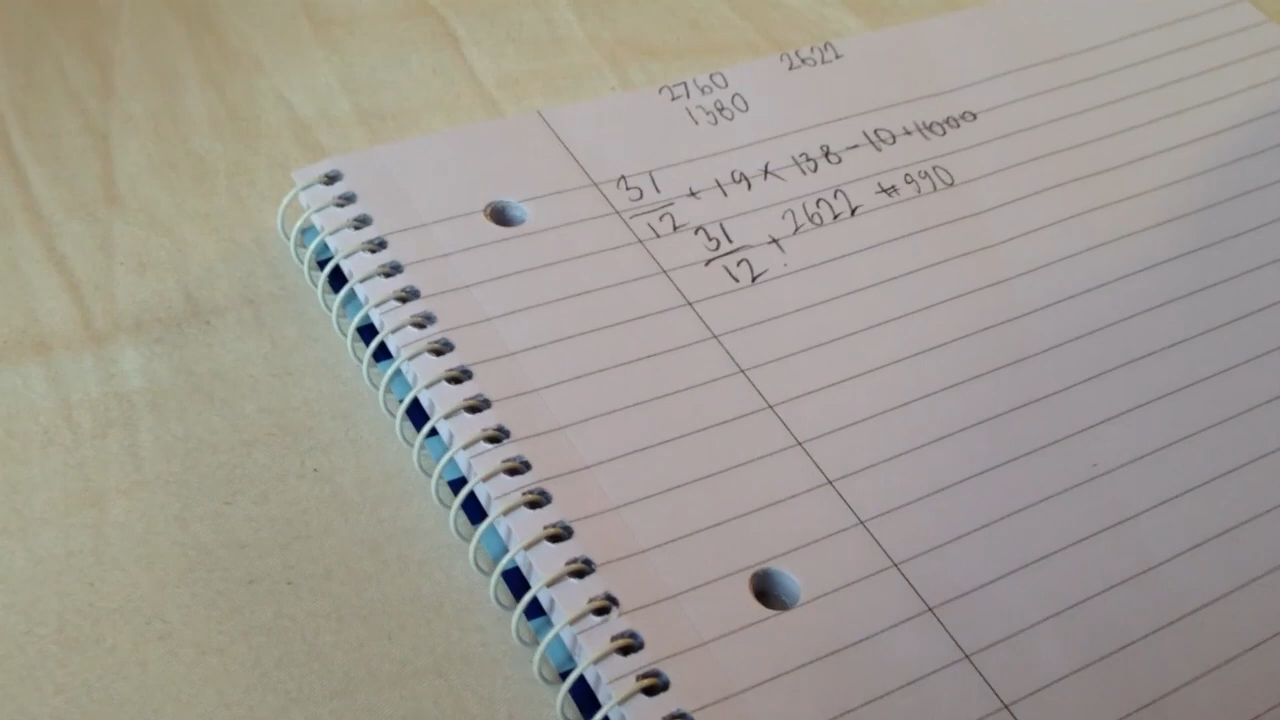 2760 2622
1380
31/12 + 19 × 138 - 10 + 1000
31/12 + 2622 + 990